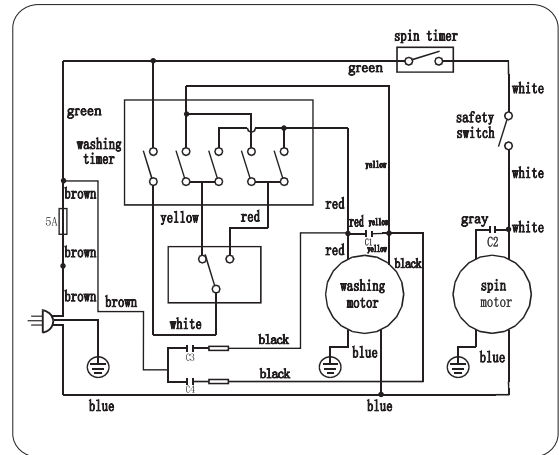 spin timer
green
white
green
safety
switch
washing
timer
yellow
brown
white
red
yellow
red
5A
red yellow
gray
white
C1
C2
brown
red
yellow
black
washing
motor
spin
motor
brown
brown
white
black
blue
blue
C3
black
C4
blue
blue